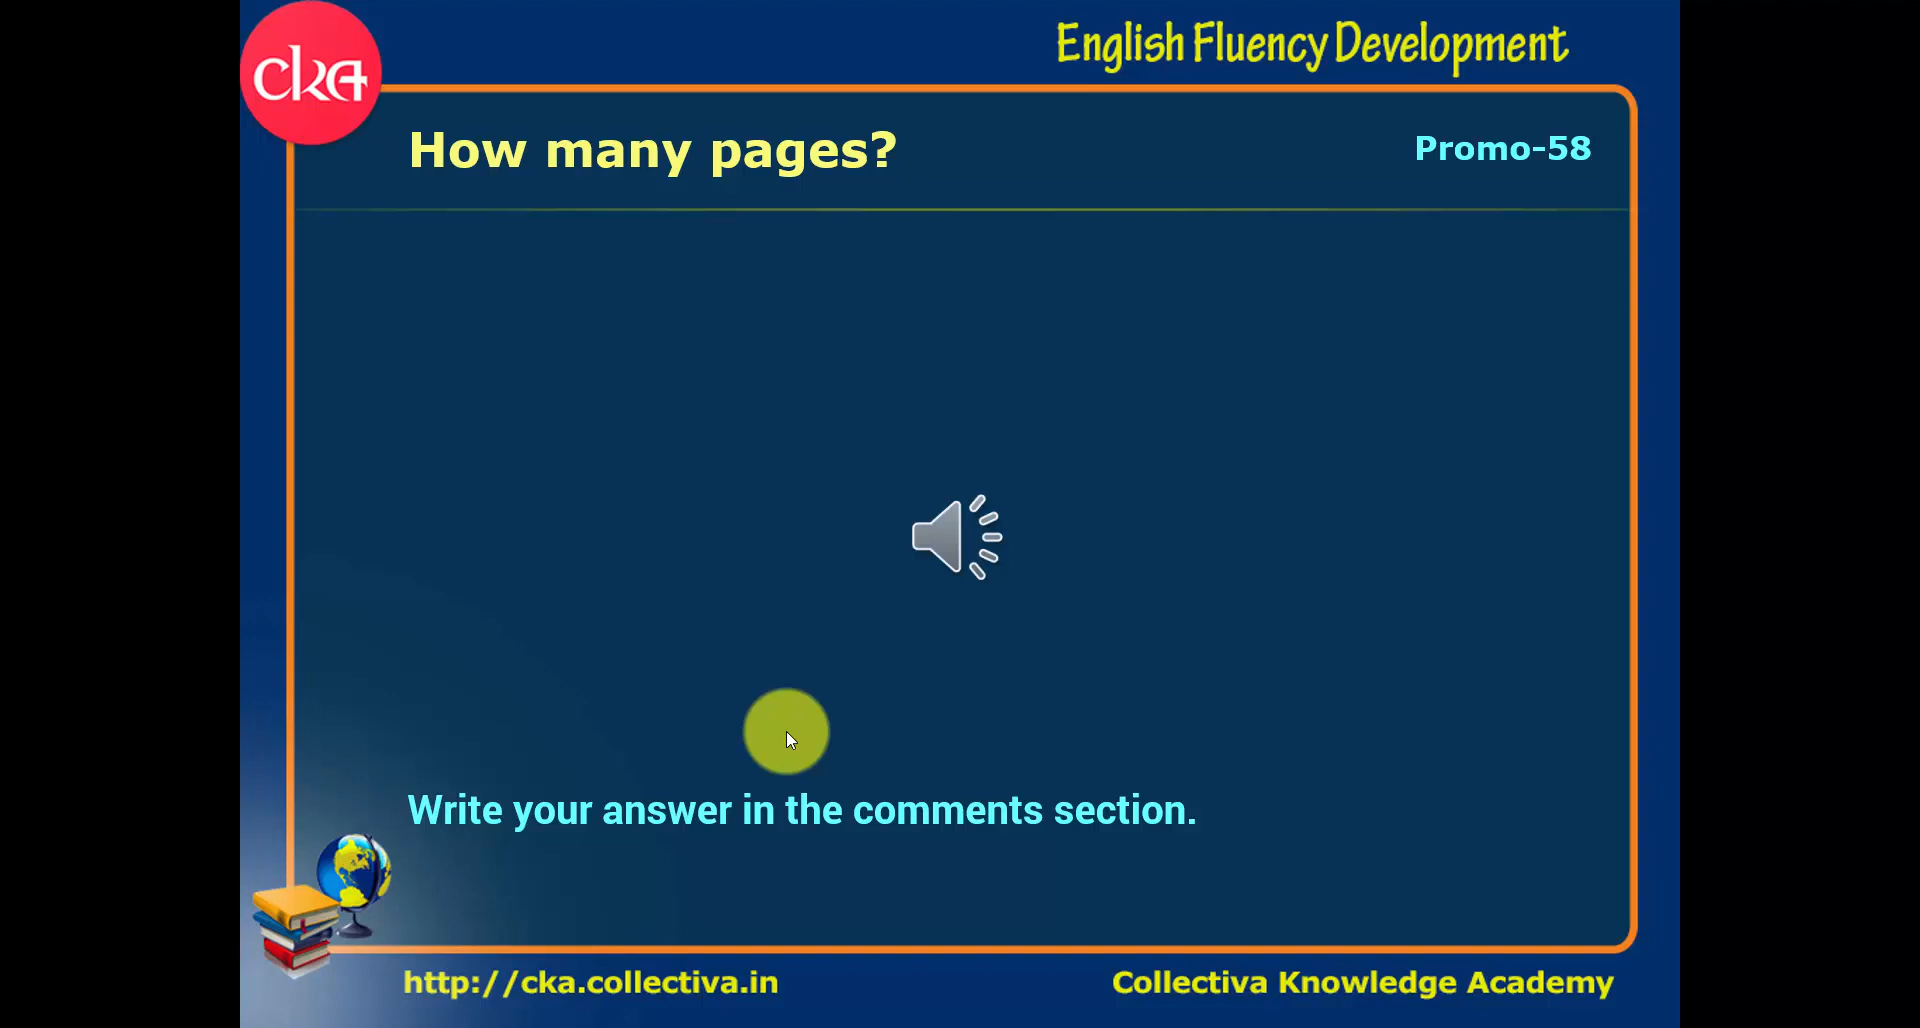 cka
English Fluency Development
How many pages?
Promo-58
Write your answer in the comments section.
http://cka.collectiva.in
Collectiva Knowledge Academy